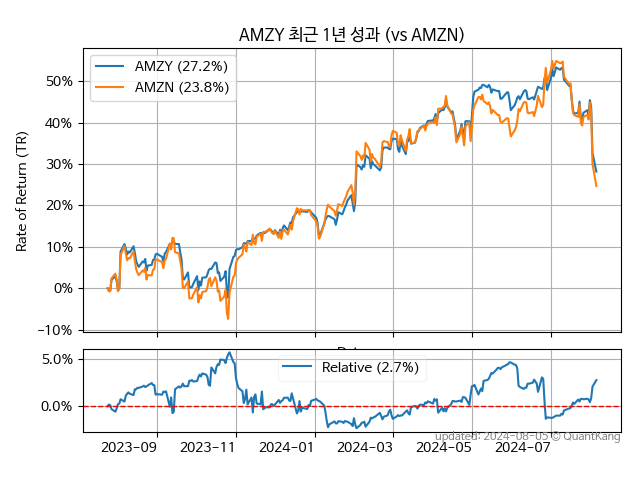 AMZY 최근 1년 성과 (vs AMZN)
AMZY (27.2%)
AMZN (23.8%)
Rate of Return (TR)
50%
40%
30%
20%
10%
0%
−10%
Relative (2.7%)
5.0%
0.0%
2023-09
2023-11
2024-01
2024-03
2024-05
2024-07
updated: 2024-08-05 © QuantKang